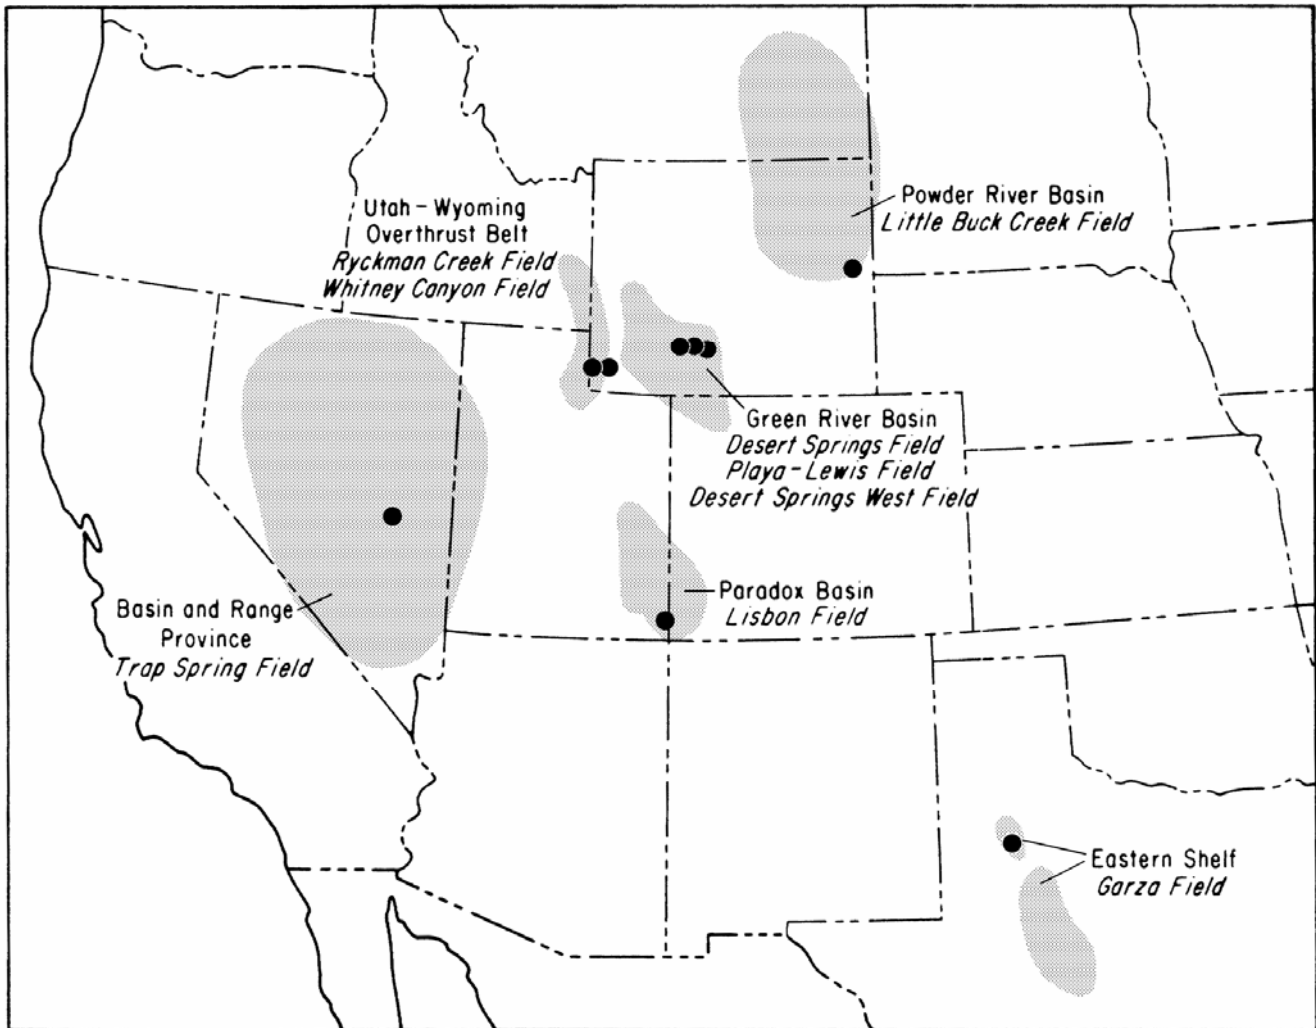 Utah-Wyoming
Overthrust Belt
Ryckman Creek Field
Whitney Canyon Field
Powder River Basin
Little Buck Creek Field
Green River Basin
Desert Springs Field
Playa-Lewis Field
Desert Springs West Field
Basin and Range
Province
Trap Spring Field
Paradox Basin
Lisbon Field
Eastern Shelf
Garza Field